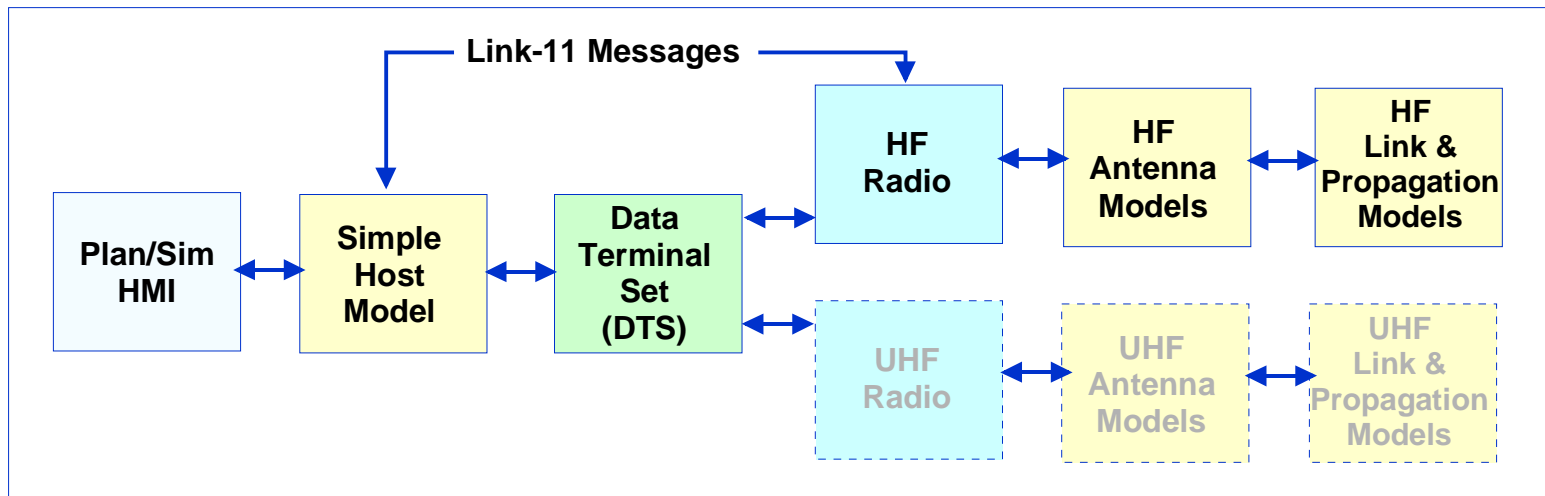 Link-11 Messages
Plan/Sim
HMI
Simple
Host
Model
Data
Terminal
Set
(DTS)
HF
Radio
HF
Antenna
Models
HF
Link &
Propagation
Models
UHF
Radio
UHF
Antenna
Models
UHF
Link &
Propagation
Models